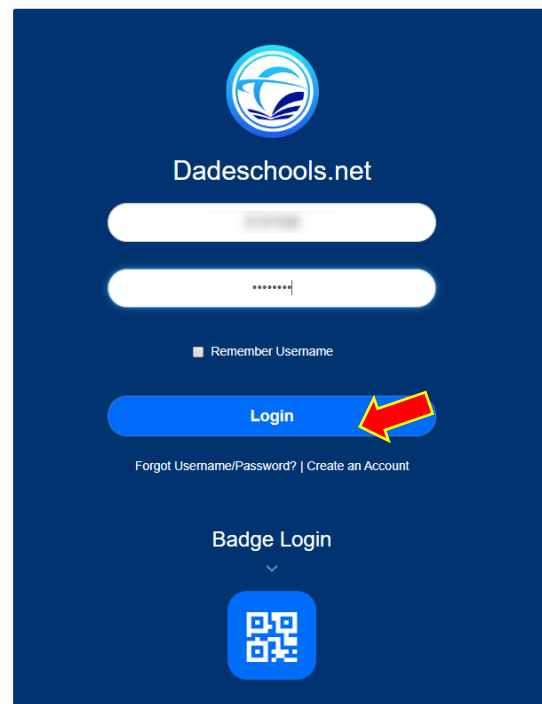 Dadeschools.net
••••••••
Remember Username
Login
Forgot Username/Password? | Create an Account
Badge Login